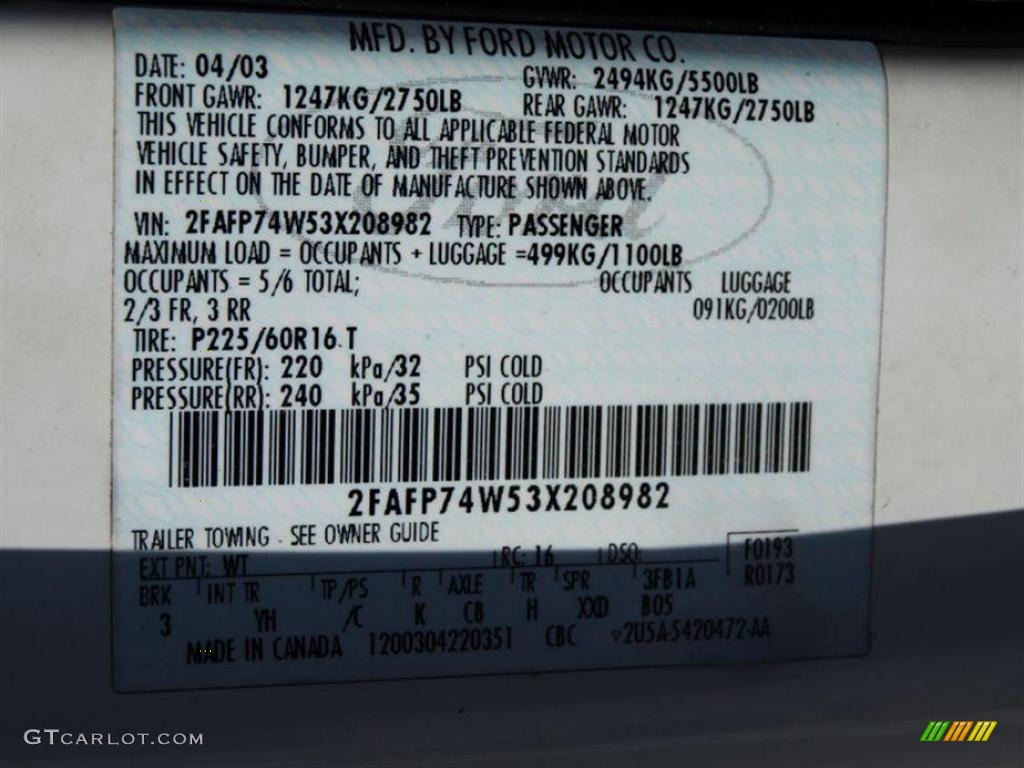 MFD. BY FORD MOTOR CO.
DATE: 04/03 GVWR: 2494KG/5500LB
FRONT GAWR: 1247KG/2750LB REAR GAWR: 1247KG/2750LB
THIS VEHICLE CONFORMS TO ALL APPLICABLE FEDERAL MOTOR
VEHICLE SAFETY, BUMPER, AND THEFT PREVENTION STANDARDS
IN EFFECT ON THE DATE OF MANUFACTURE SHOWN ABOVE.
VIN: 2FAFP74W53X208982 TYPE: PASSENGER
MAXIMUM LOAD = OCCUPANTS + LUGGAGE =499KG/1100LB
OCCUPANTS = 5/6 TOTAL; OCCUPANTS LUGGAGE
2/3 FR, 3 RR 091KG/0200LB
TIRE: P225/60R16 T
PRESSURE(FR): 220 kPa/32 PSI COLD
PRESSURE(RR): 240 kPa/35 PSI COLD
2FAFP74W53X208982
TRAILER TOWING - SEE OWNER GUIDE
EXT PNT: WT RC: 16 DSO: F0193
BRK INT TR TP/PS R AXLE TR SPR 3FB1A R0173
3 YH /C K C8 H XXD B05
MADE IN CANADA 1200304220351 CBC ▿2U5A-5420472-AA
GTCARLOT.COM